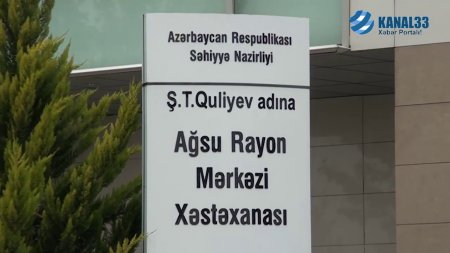 KANAL33
Xəbər Portalı!
Azərbaycan Respublikası
Səhiyyə Nazirliyi
Ş.T.Quliyev adına
Ağsu Rayon
Mərkəzi
Xəstəxanası